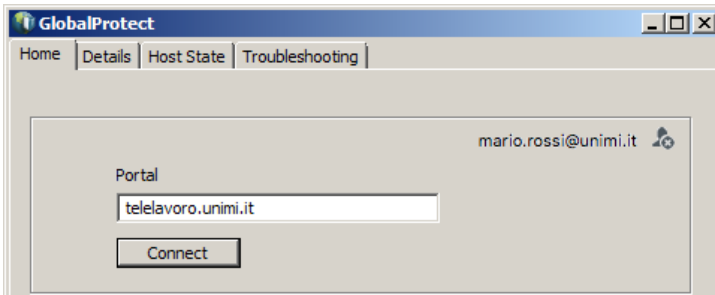 GlobalProtect
Home Details Host State Troubleshooting
mario.rossi@unimi.it
Portal
telelavoro.unimi.it
Connect